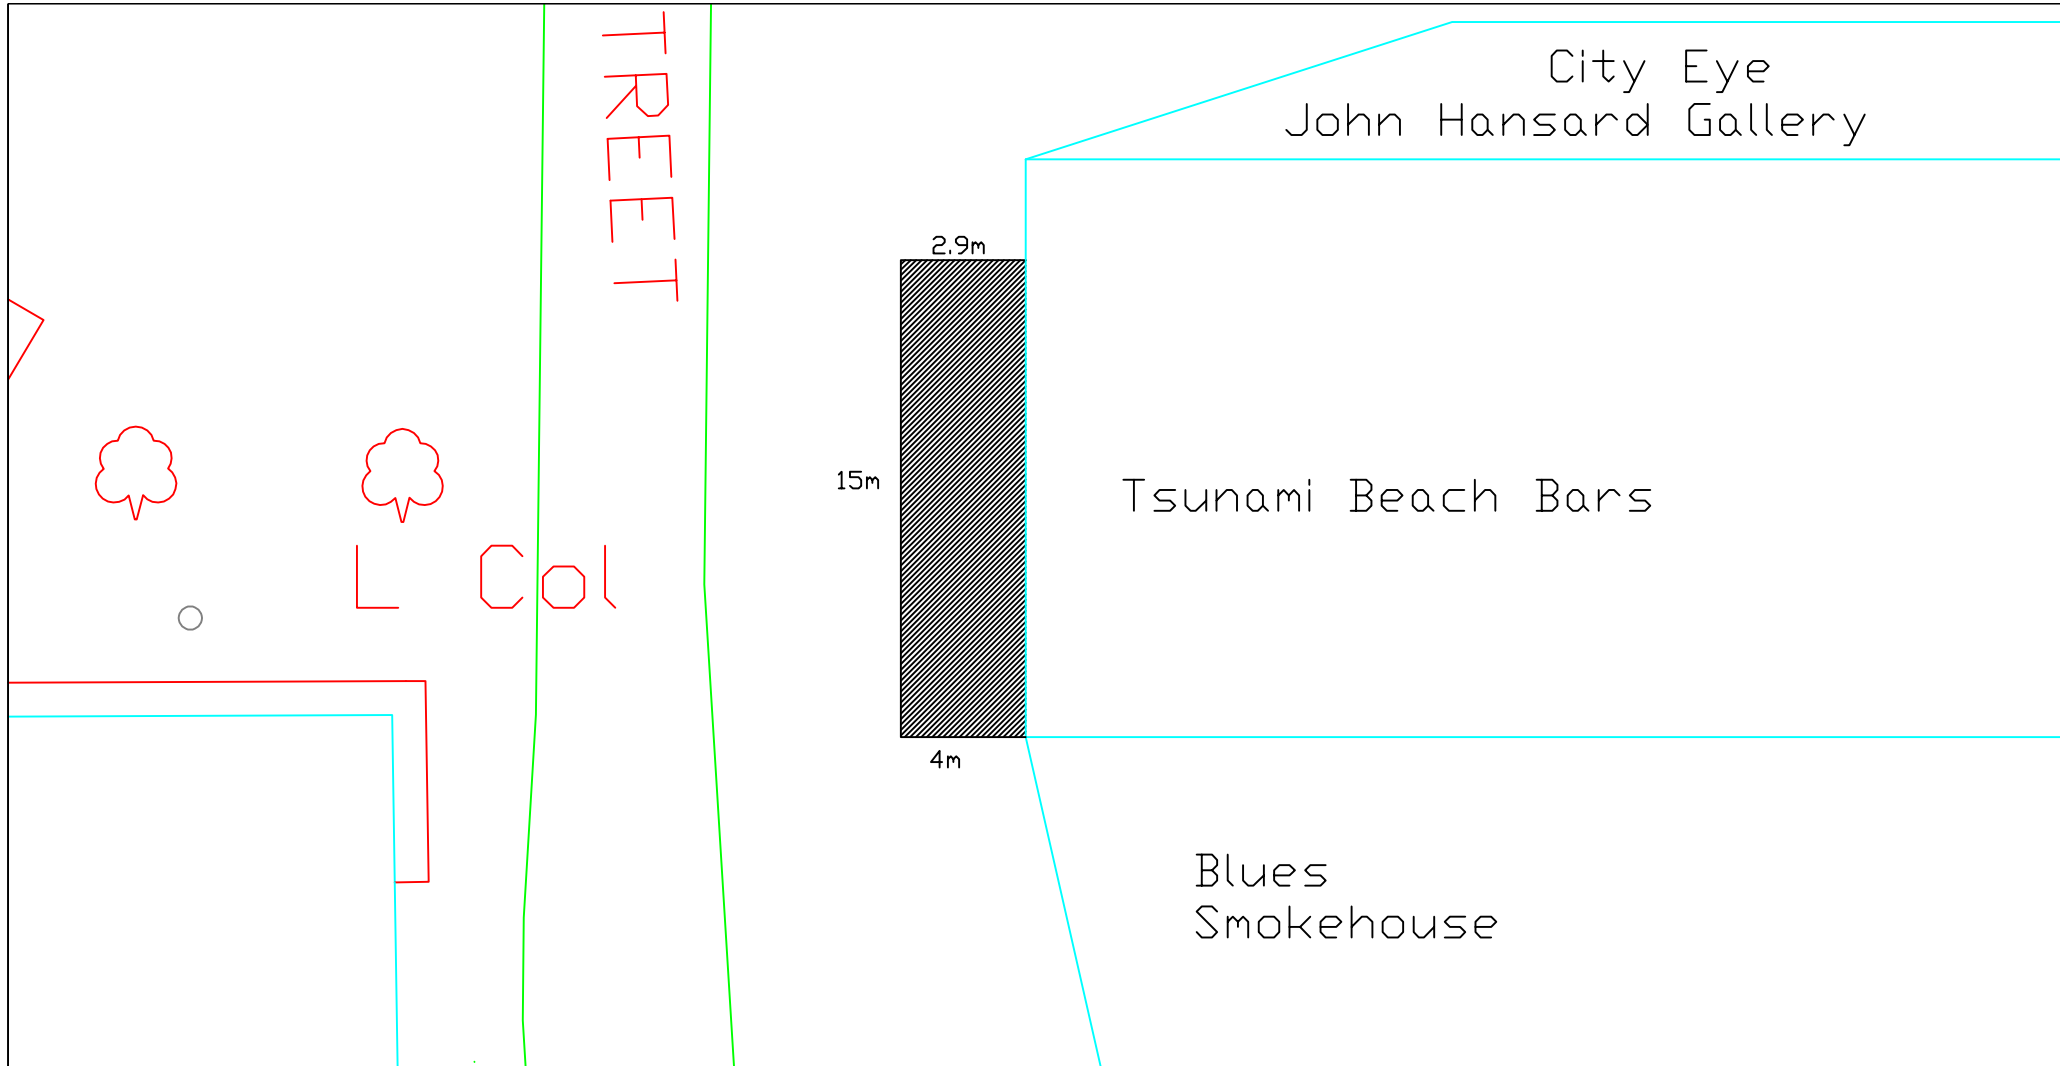 TREET
City Eye
John Hansard Gallery
2.9m
15m
Tsunami Beach Bars
L Col
4m
Blues
Smokehouse